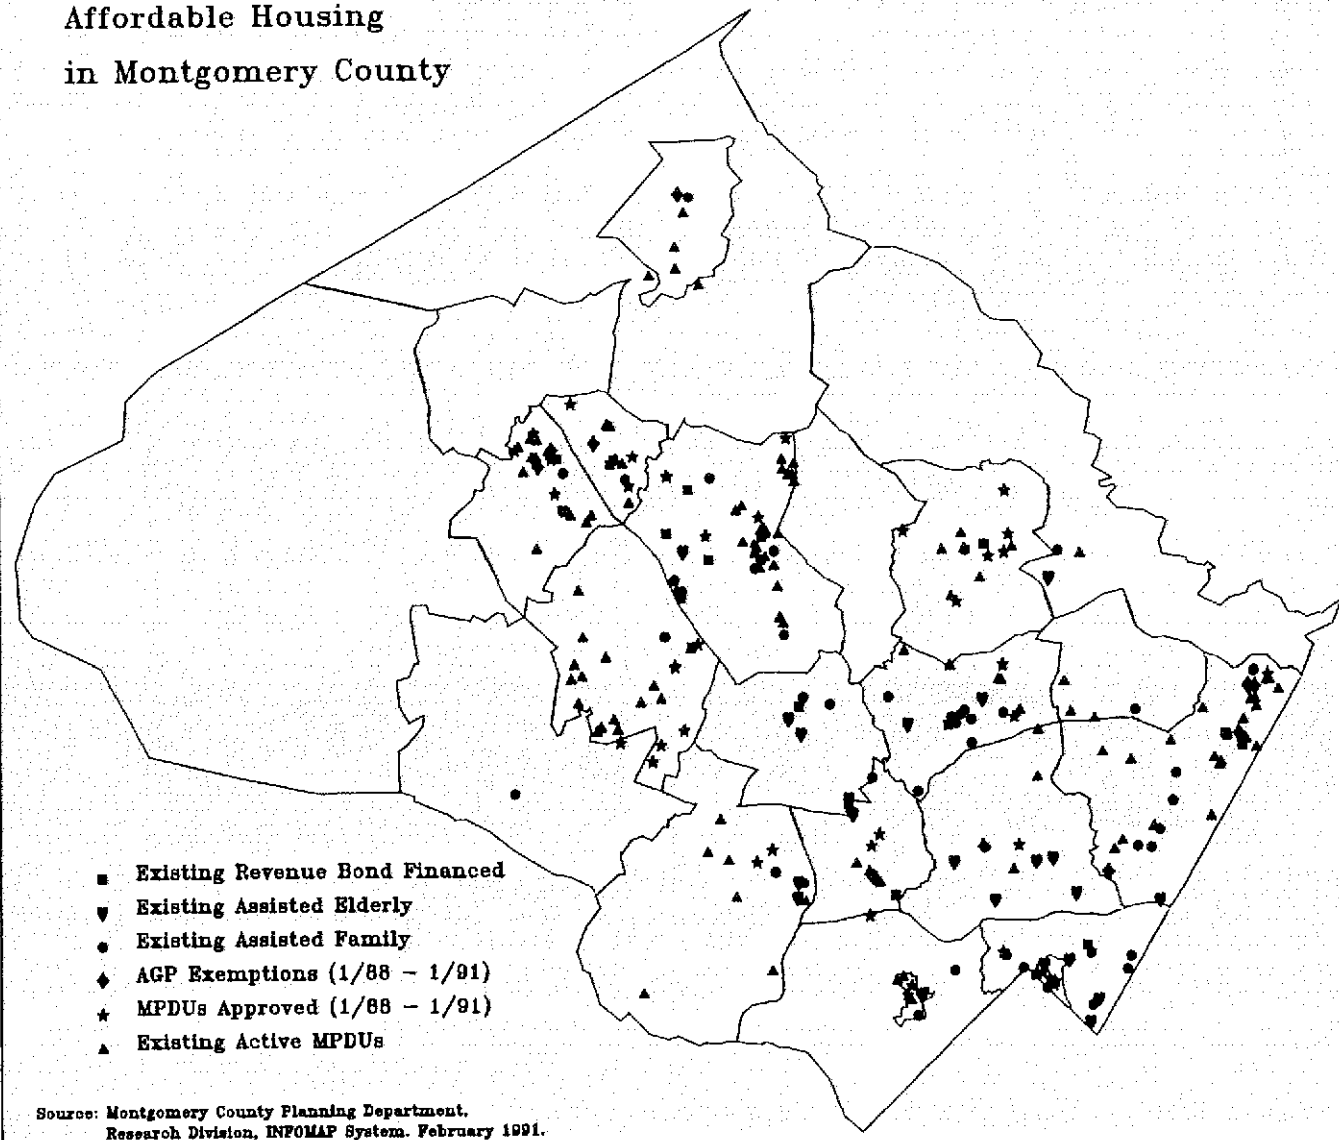 Affordable Housing
in Montgomery County
Existing Revenue Bond Financed
Existing Assisted Elderly
Existing Assisted Family
AGP Exemptions (1/88 - 1/91)
MPDUs Approved (1/88 - 1/91)
Existing Active MPDUs
Source: Montgomery County Planning Department,
Research Division, INFOMAP System. February 1991.